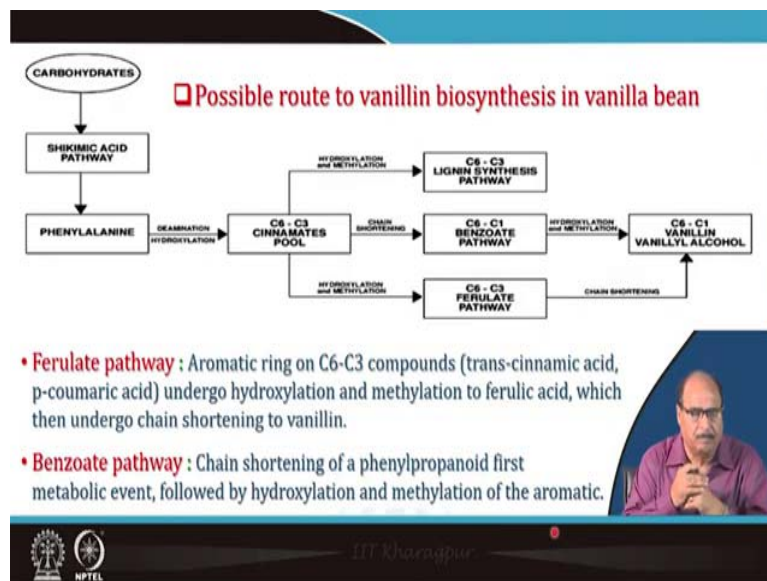 ❑Possible route to vanillin biosynthesis in vanilla bean
CARBOHYDRATES
SHIKIMIC ACID
PATHWAY
PHENYLALANINE
DEAMINATION
HYDROXYLATION
C6 - C3
CINNAMATES
POOL
HYDROXYLATION
and METHYLATION
C6 - C3
LIGNIN SYNTHESIS
PATHWAY
CHAIN
SHORTENING
C6 - C1
BENZOATE
PATHWAY
HYDROXYLATION
and METHYLATION
C6 - C1
VANILLIN
VANILLYL ALCOHOL
HYDROXYLATION
and METHYLATION
C6 - C3
FERULATE
PATHWAY
CHAIN SHORTENING
• Ferulate pathway : Aromatic ring on C6-C3 compounds (trans-cinnamic acid,
p-coumaric acid) undergo hydroxylation and methylation to ferulic acid, which
then undergo chain shortening to vanillin.
• Benzoate pathway : Chain shortening of a phenylpropanoid first
metabolic event, followed by hydroxylation and methylation of the aromatic.
NPTEL
IIT Kharagpur